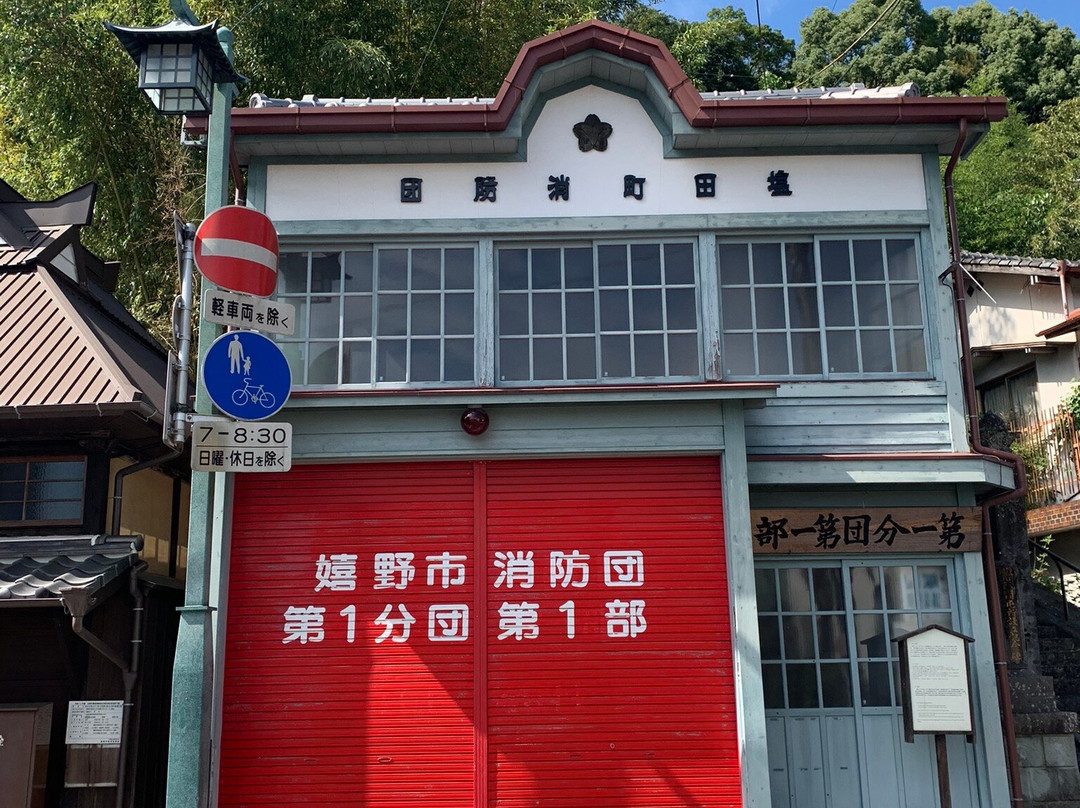 塩田町消防団
軽車両を除く
7-8:30
日曜・休日を除く
第一分団第一部
嬉野市消防団
第1分団第1部